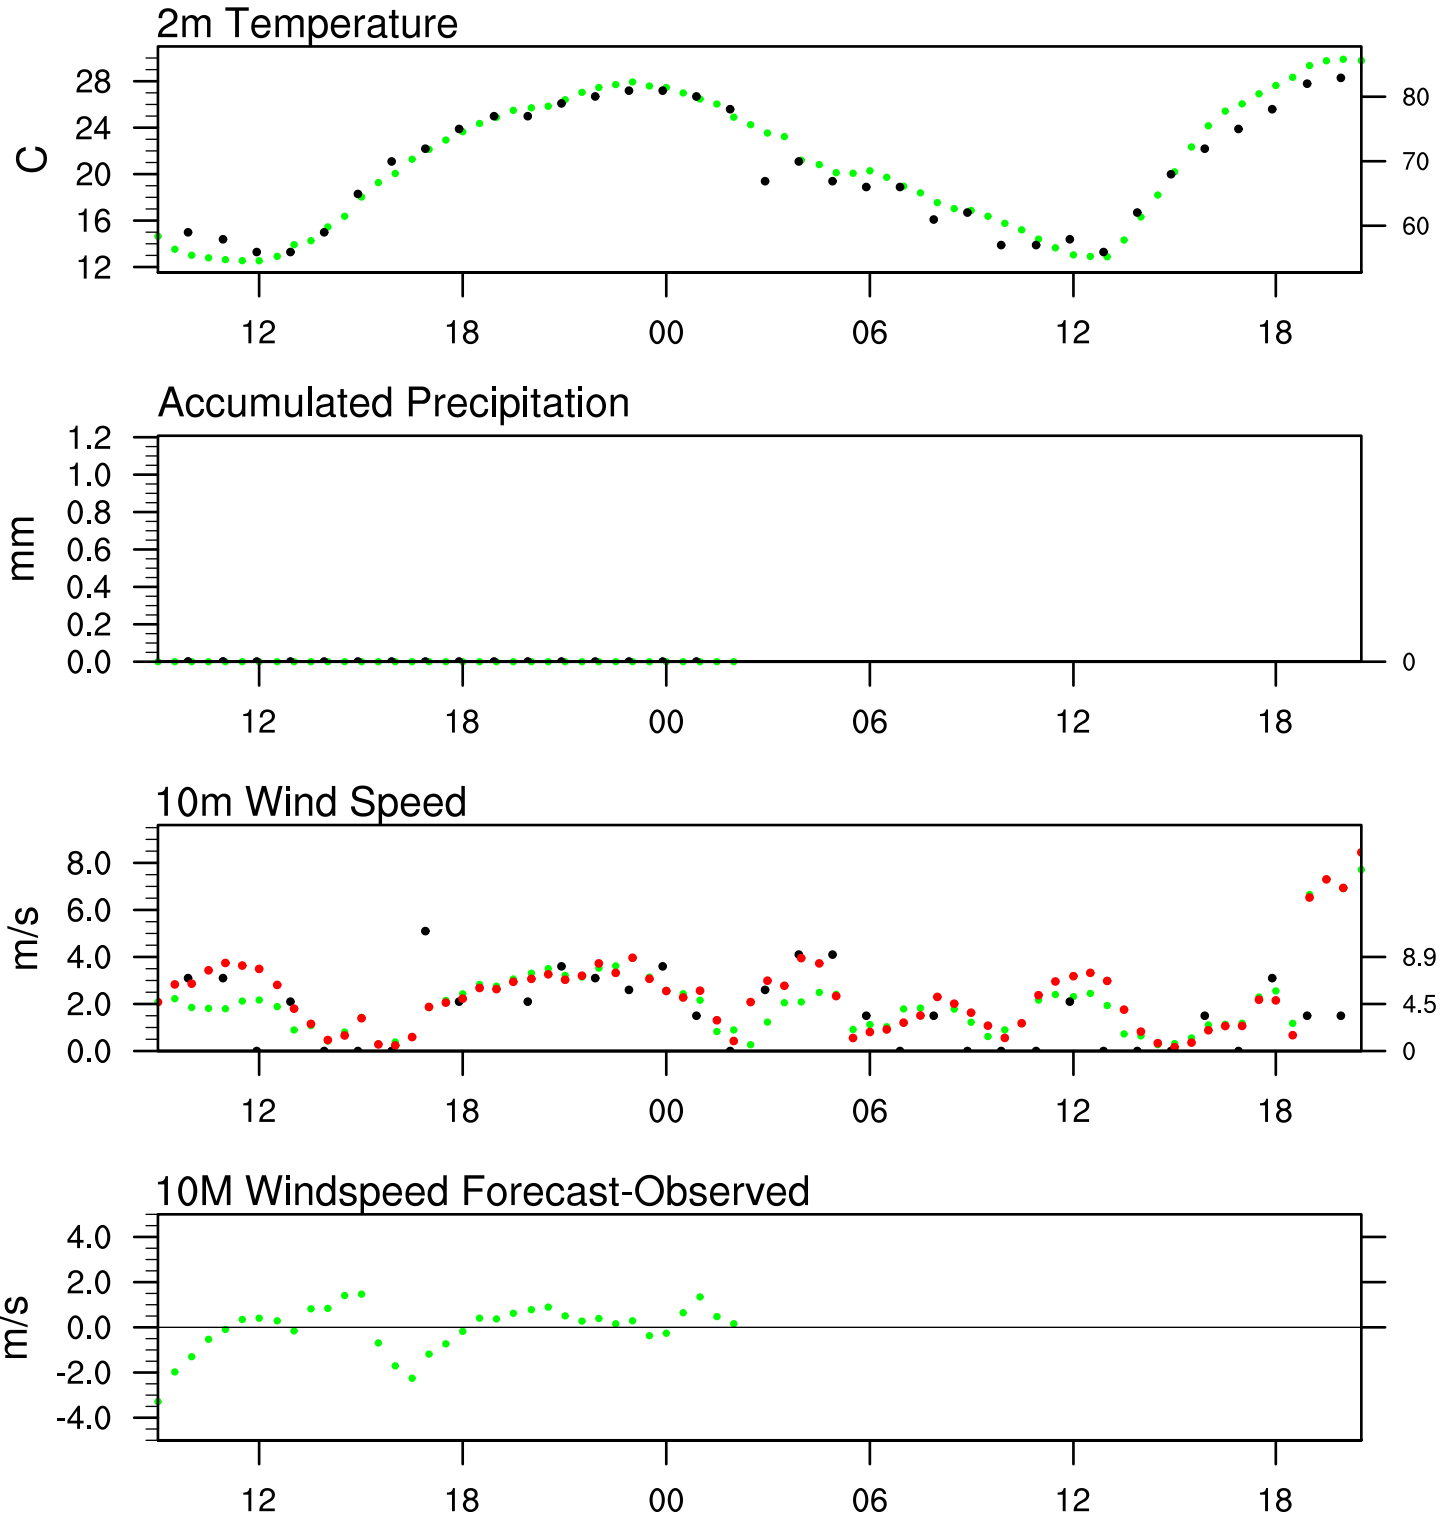 2m Temperature
28
24
20
16
12
C
80
70
60
12 18 00 06 12 18
Accumulated Precipitation
1.2
1.0
0.8
0.6
0.4
0.2
0.0
mm
0
12 18 00 06 12 18
10m Wind Speed
8.0
6.0
4.0
2.0
0.0
m/s
8.9
4.5
0
12 18 00 06 12 18
10M Windspeed Forecast-Observed
4.0
2.0
0.0
-2.0
-4.0
m/s
12 18 00 06 12 18